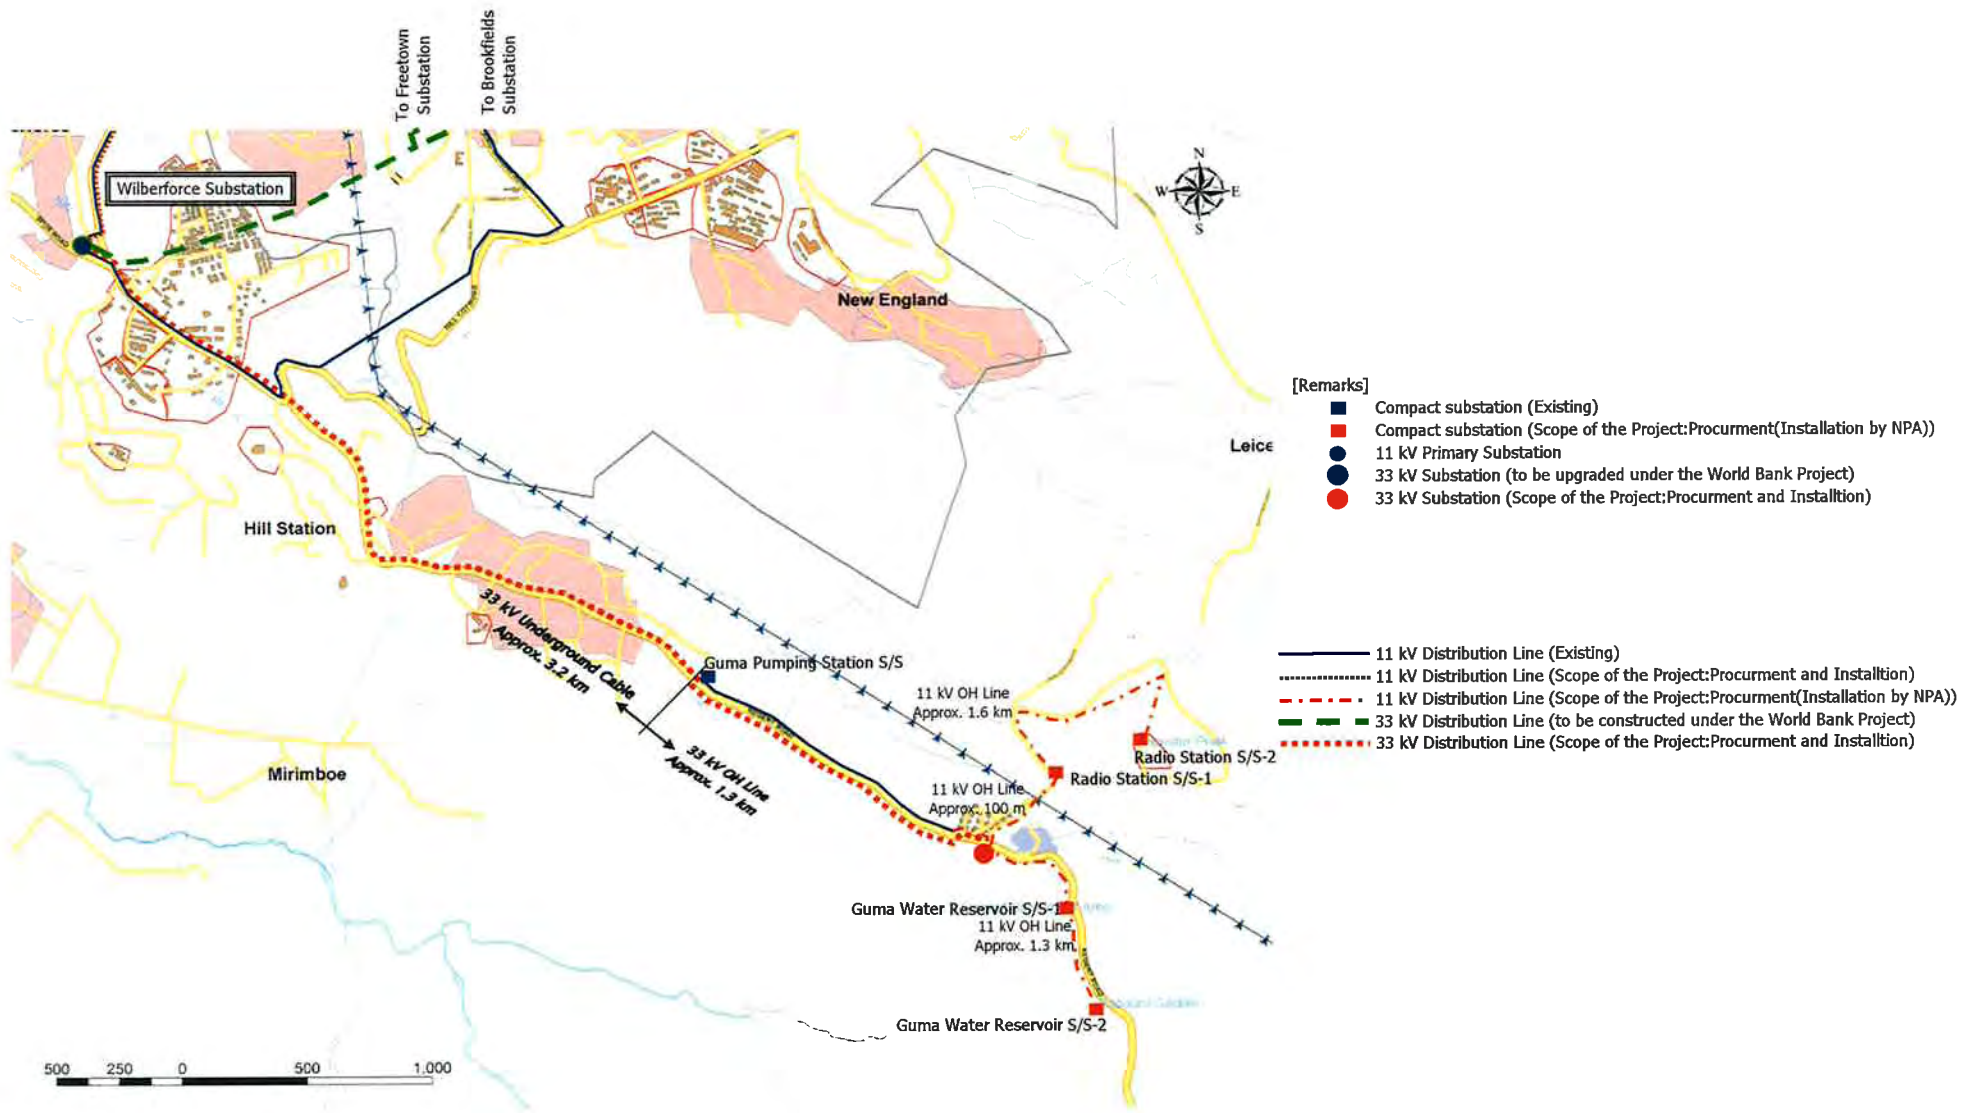 To Freetown
Substation
To Brookfields
Substation
Wilberforce Substation
N
W E
S
New England
Leice
Hill Station
33 kV Underground Cable
Approx. 3.2 km
Guma Pumping Station S/S
33 kV OH Line
Approx. 1.3 km
Mirimboe
11 kV OH Line
Approx. 1.6 km
Radio Station S/S-2
Radio Station S/S-1
11 kV OH Line
Approx. 100 m
Guma Water Reservoir S/S-1
11 kV OH Line
Approx. 1.3 km
Guma Water Reservoir S/S-2
500 250 0 500 1,000
[Remarks]
Compact substation (Existing)
Compact substation (Scope of the Project:Procurment(Installation by NPA))
11 kV Primary Substation
33 kV Substation (to be upgraded under the World Bank Project)
33 kV Substation (Scope of the Project:Procurment and Installtion)
11 kV Distribution Line (Existing)
11 kV Distribution Line (Scope of the Project:Procurment and Installtion)
11 kV Distribution Line (Scope of the Project:Procurment(Installation by NPA))
33 kV Distribution Line (to be constructed under the World Bank Project)
33 kV Distribution Line (Scope of the Project:Procurment and Installtion)